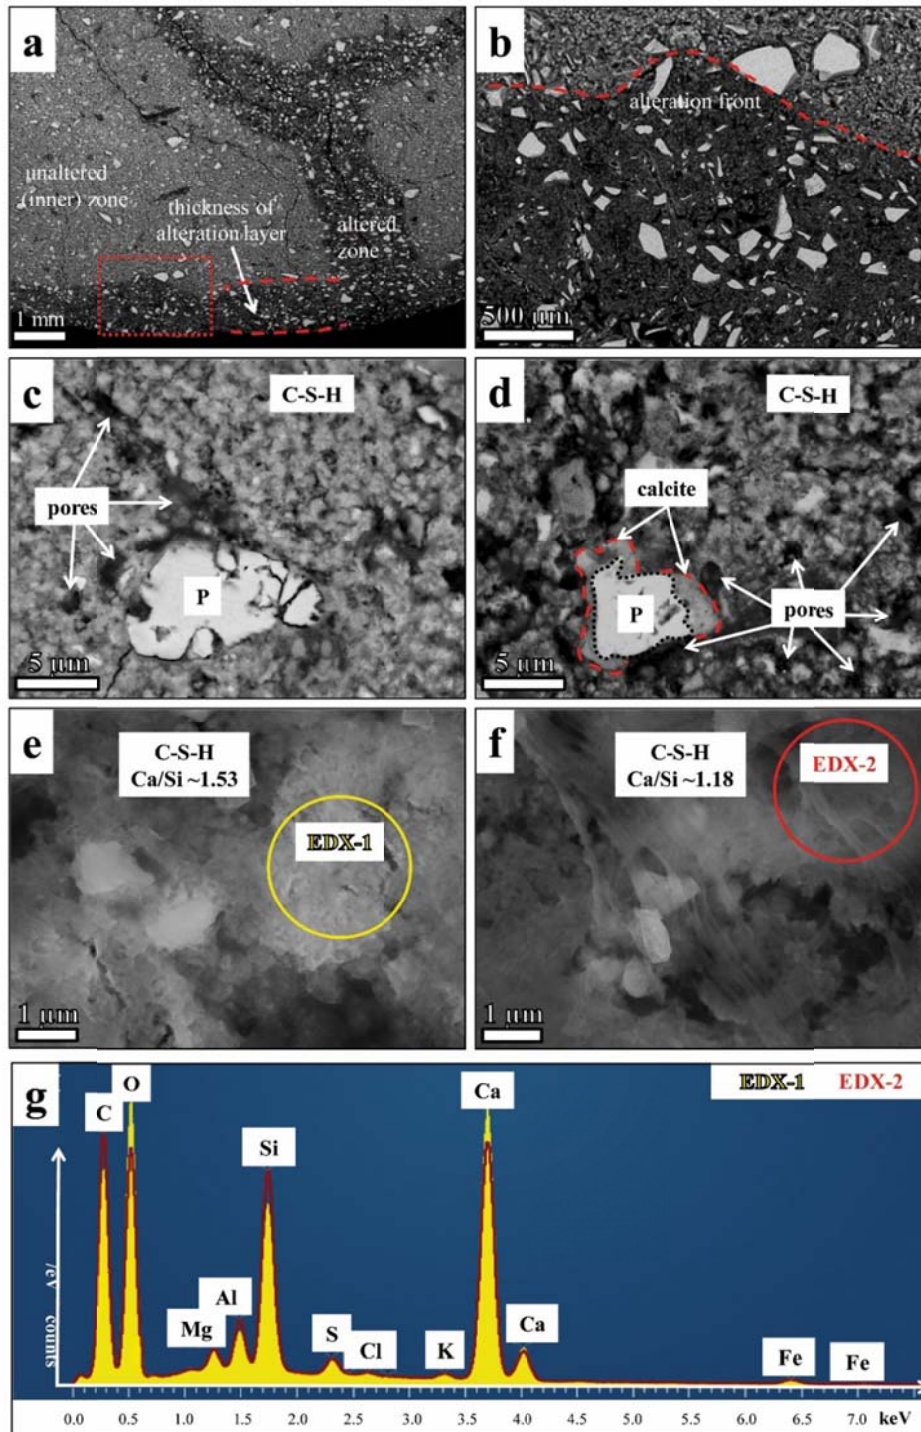 a
unaltered
(inner) zone
thickness of
alteration layer
altered
zone
1 mm
b
alteration front
500 μm
c
C-S-H
pores
P
5 μm
d
C-S-H
calcite
P
pores
5 μm
e
C-S-H
Ca/Si ~1.53
EDX-1
1 μm
f
C-S-H
Ca/Si ~1.18
EDX-2
1 μm
g
EDX-1 EDX-2
C
O
Ca
Si
Mg
Al
S
Cl
K
Ca
Fe
Fe
counts /eV
0.0 0.5 1.0 1.5 2.0 2.5 3.0 3.5 4.0 4.5 5.0 5.5 6.0 6.5 7.0 keV